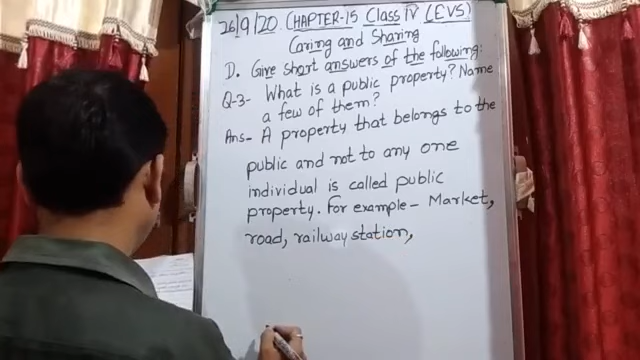 26/9/20. CHAPTER-15 Class IV (EVS)
Caring and Sharing
D. Give short answers of the following:
Q-3- What is a public property? Name
a few of them?
Ans- A property that belongs to the
public and not to any one
individual is called public
property. For example- Market,
road, railway station,